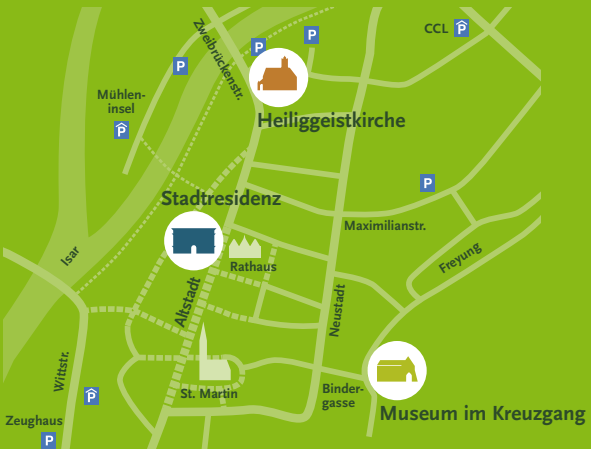 Zweibrückenstr.
P
P
CCL P
P
Mühlen-
insel
P
Heiliggeistkirche
P
Stadtresidenz
Maximilianstr.
Isar
Rathaus
Freyung
Altstadt
Neustadt
Wittstr.
P
St. Martin
Binder-
gasse
Museum im Kreuzgang
Zeughaus
P